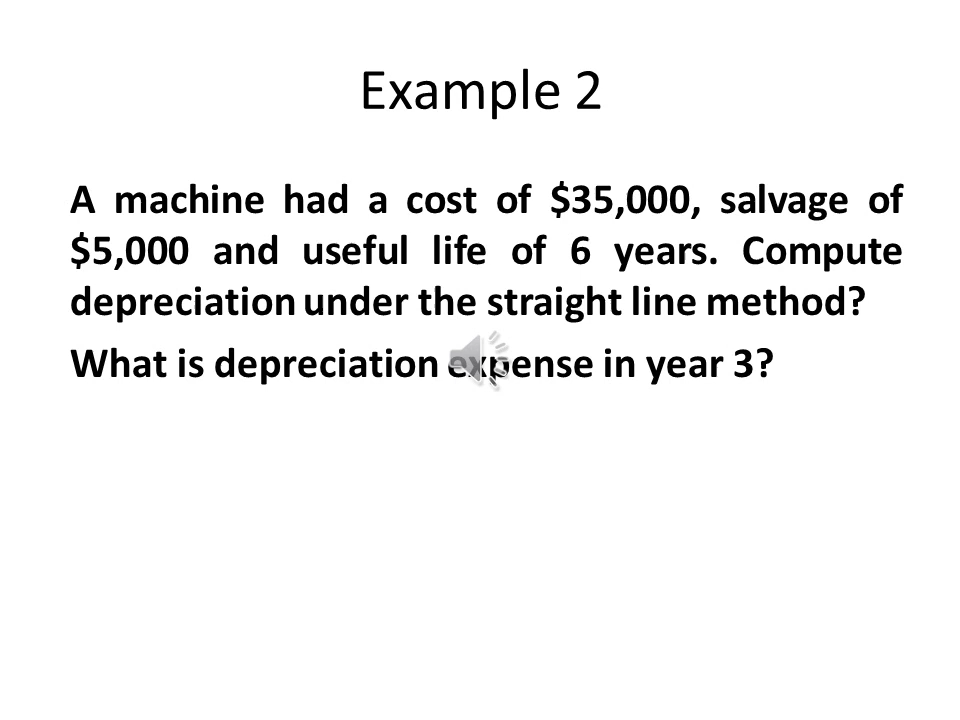 Example 2
A machine had a cost of $35,000, salvage of
$5,000 and useful life of 6 years. Compute
depreciation under the straight line method?
What is depreciation expense in year 3?